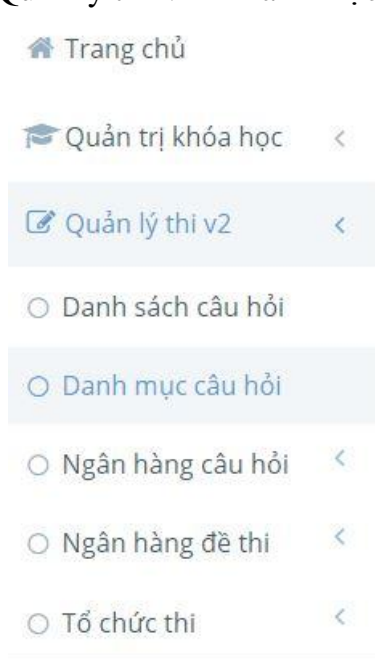 Trang chủ
Quản trị khóa học
Quản lý thi v2
Danh sách câu hỏi
Danh mục câu hỏi
Ngân hàng câu hỏi
Ngân hàng đề thi
Tổ chức thi